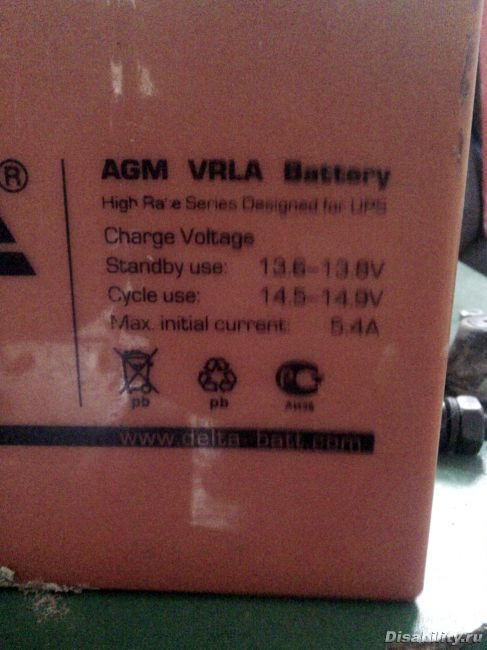 ®
AGM VRLA Battery
High Rate Series Designed for UPS
Charge Voltage
Standby use: 13.6-13.8V
Cycle use: 14.5-14.9V
Max. initial current: 5.4A
pb pb
www.delta-batt.com
Disability.ru